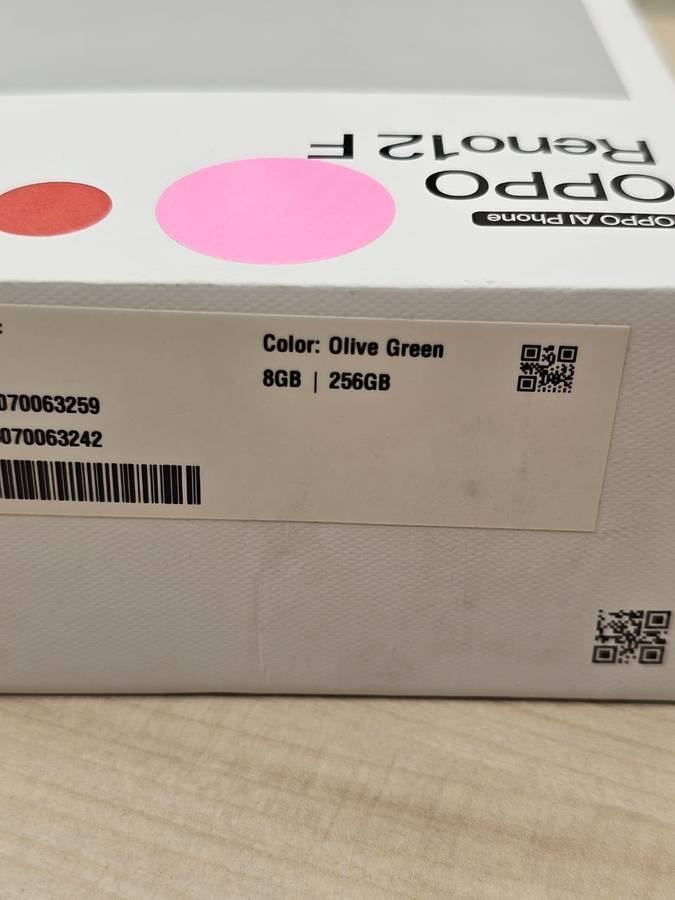 Reno12 F
OPPO
OPPO AI Phone
Color: Olive Green
8GB | 256GB
070063259
070063242